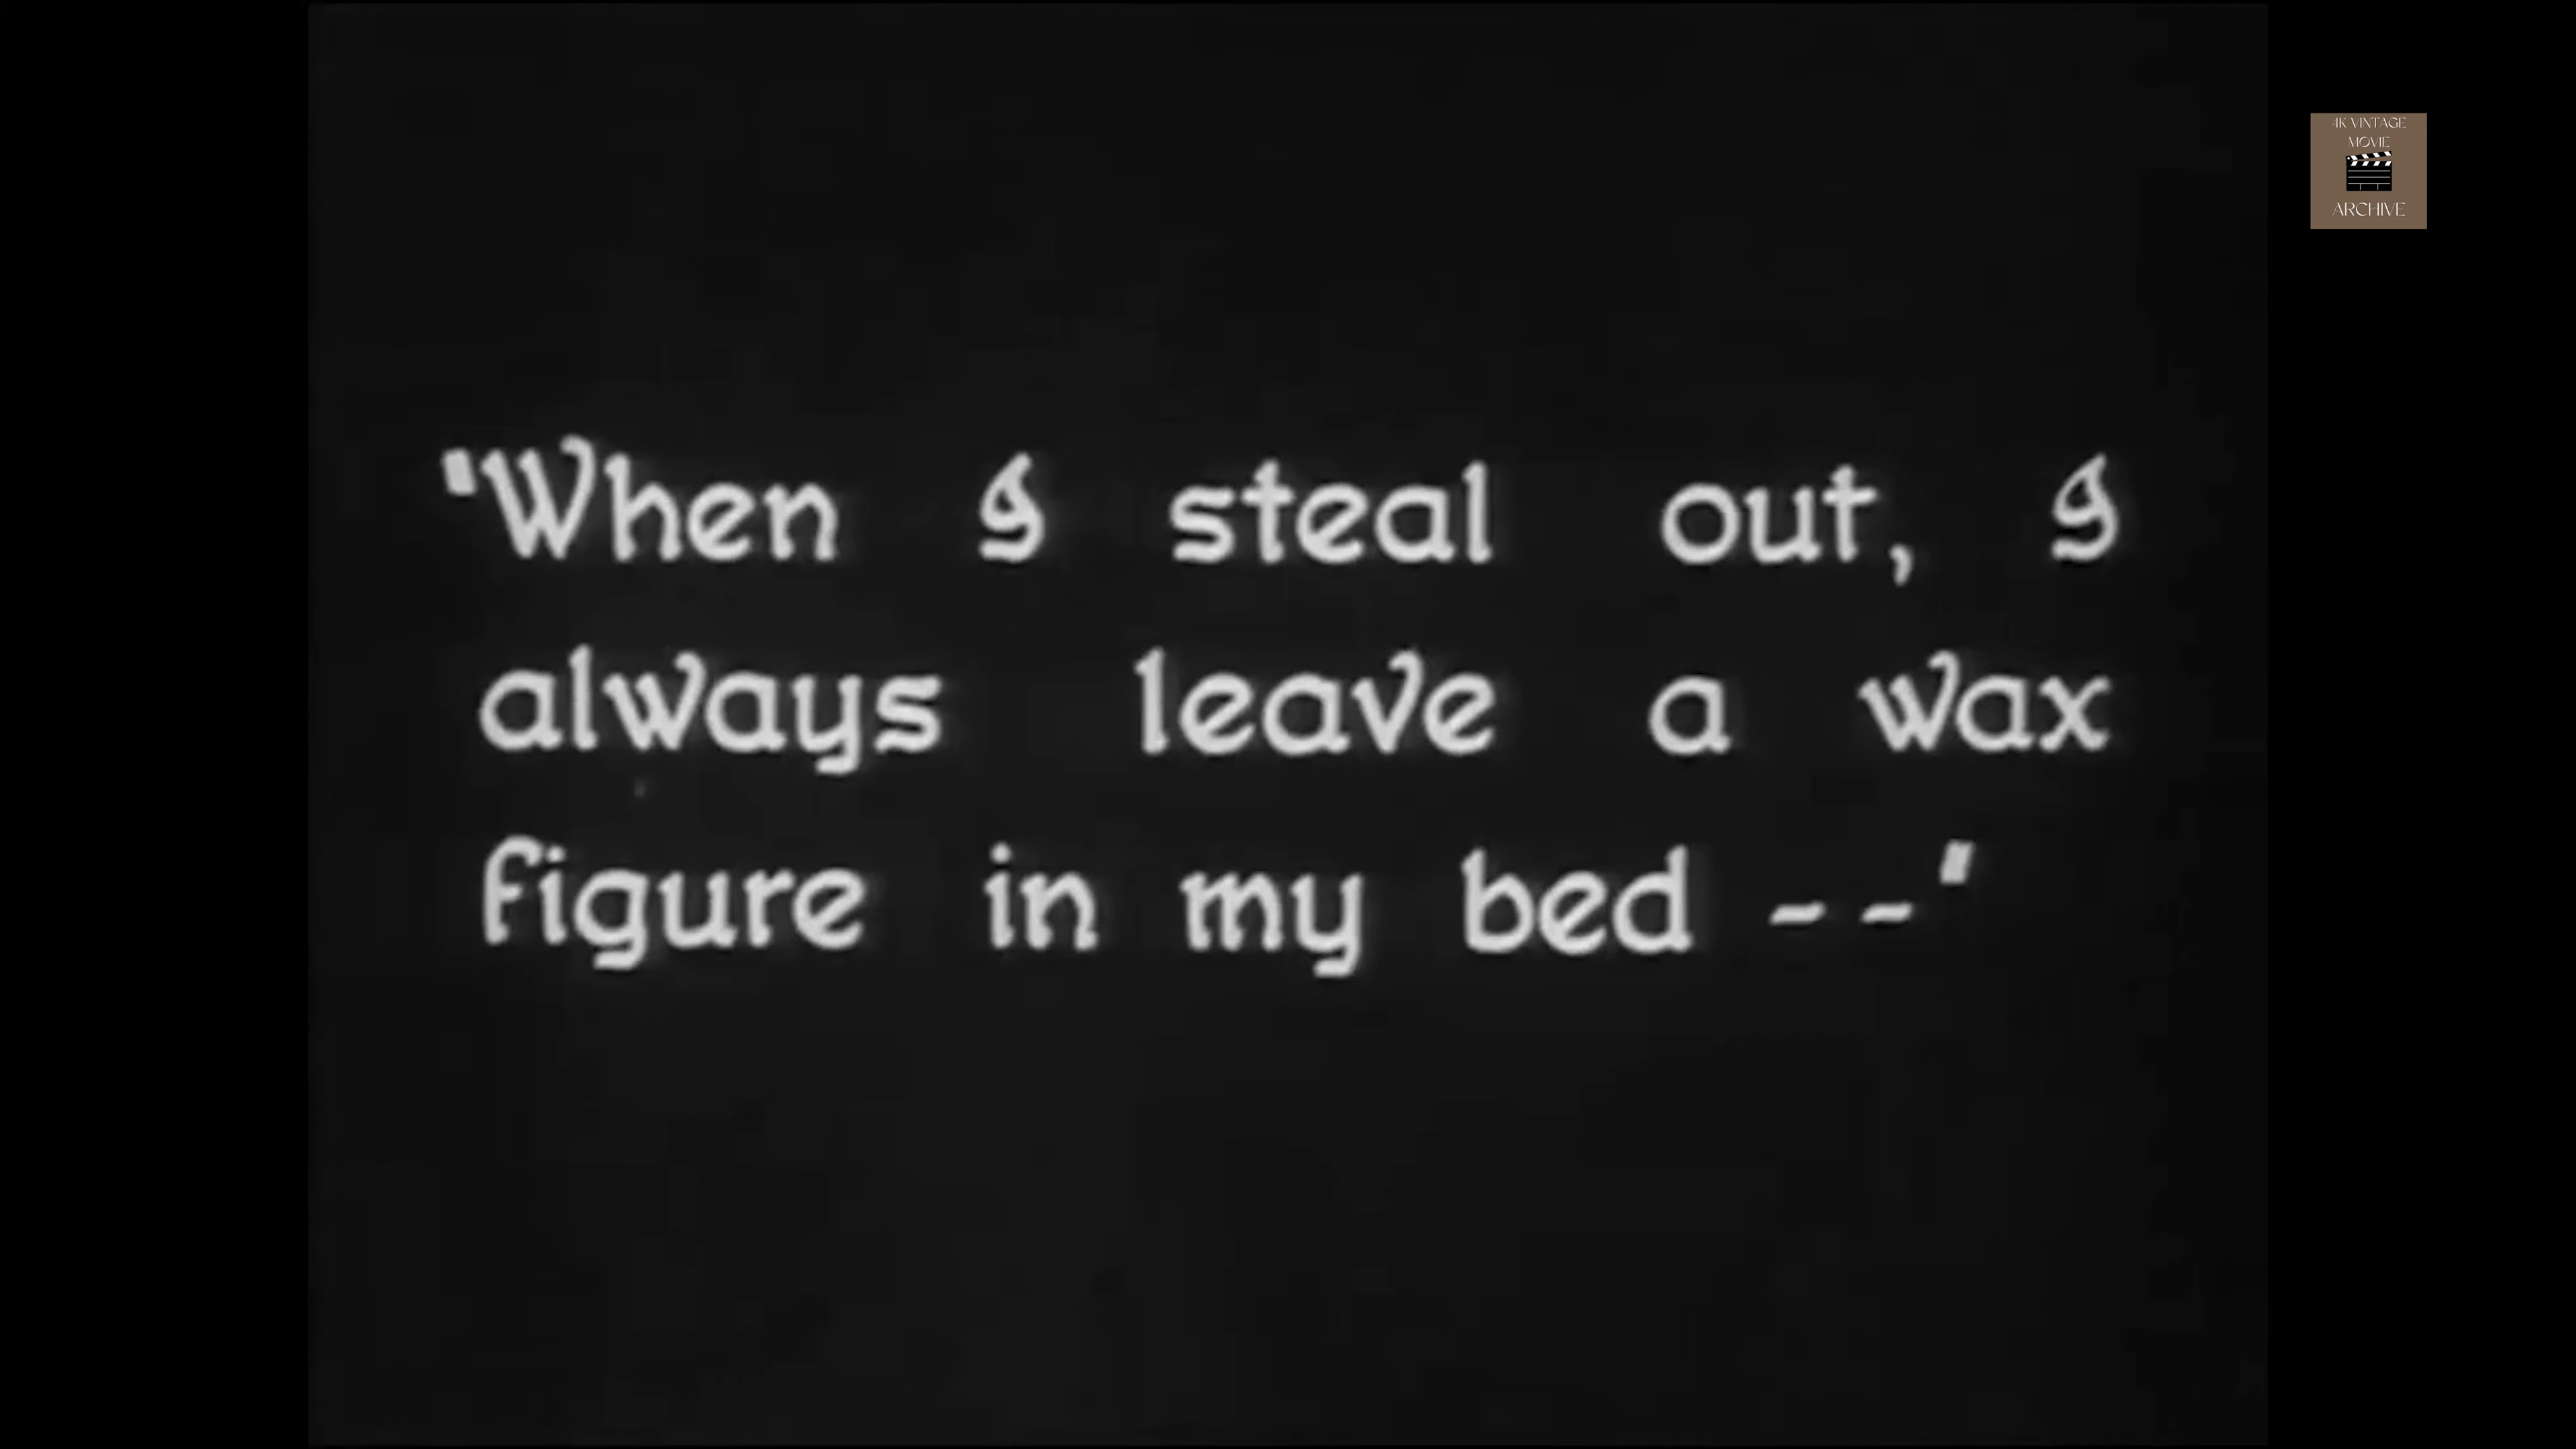 "When I steal out, I
always leave a wax
figure in my bed --"
4K VINTAGE
MOVIE
ARCHIVE